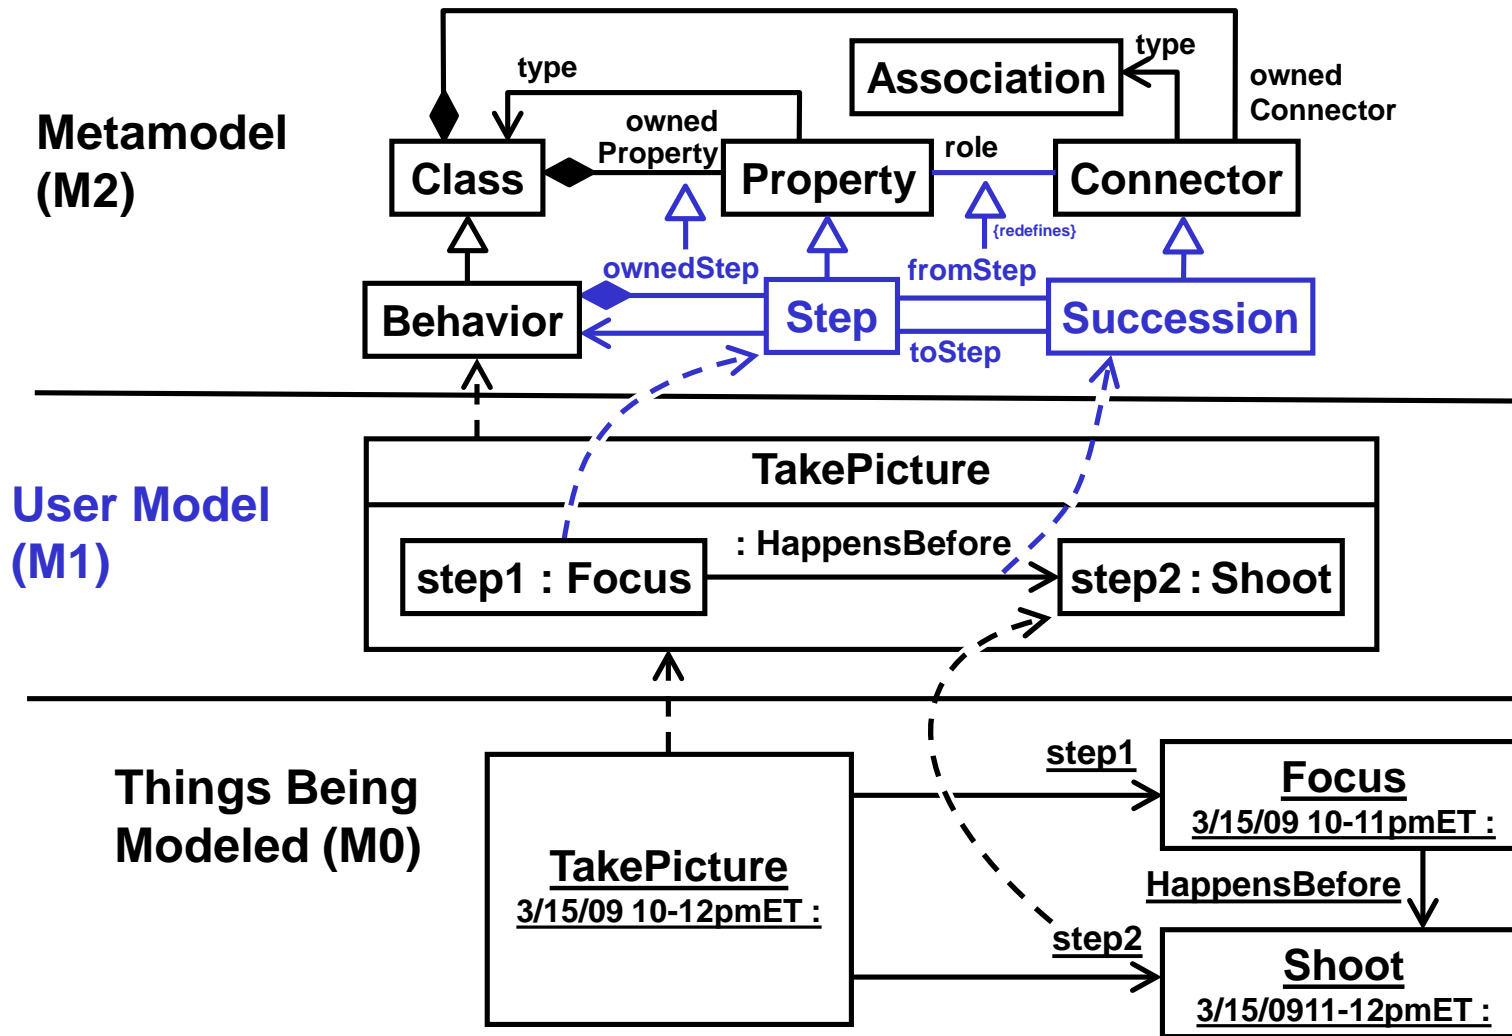 type
Association
type
owned
Connector
Metamodel
(M2)
owned
Property
Class
Property
role
Connector
{redefines}
ownedStep
fromStep
Behavior
Step
Succession
toStep
User Model
(M1)
TakePicture
: HappensBefore
step1 : Focus
step2 : Shoot
Things Being
Modeled (M0)
TakePicture
3/15/09 10-12pmET :
step1
Focus
3/15/09 10-11pmET :
HappensBefore
step2
Shoot
3/15/0911-12pmET :